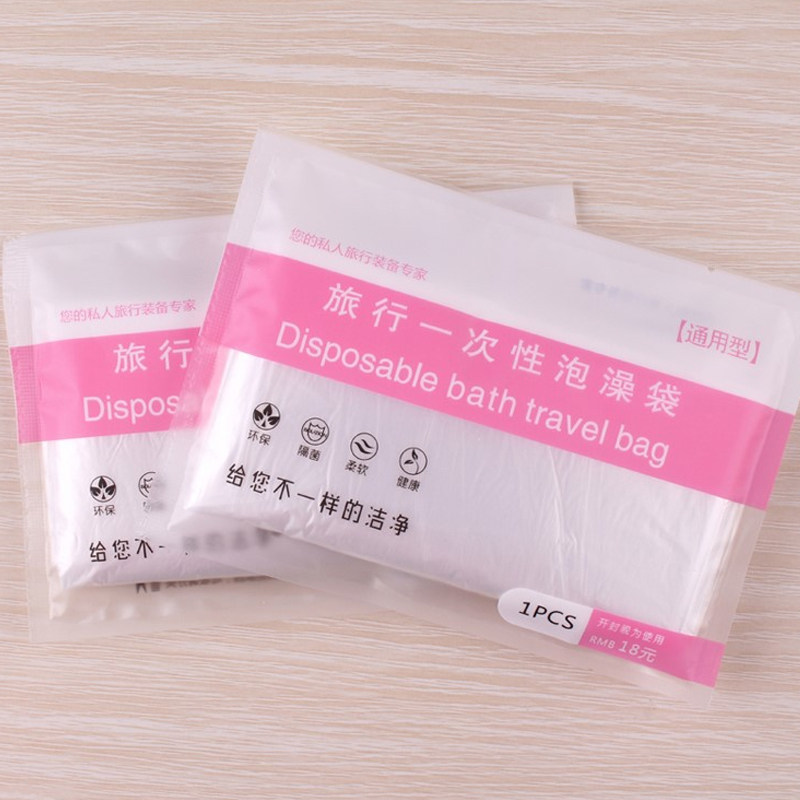 您的私人旅行装备专家
旅行一次性泡澡袋
【通用型】
Disposable bath travel bag
环保
隔菌
柔软
健康
给您不一样的洁净
1PCS
开封视为使用
RMB 18元
您的私人旅行装备专家
旅行
Dispos
环保
给您不一